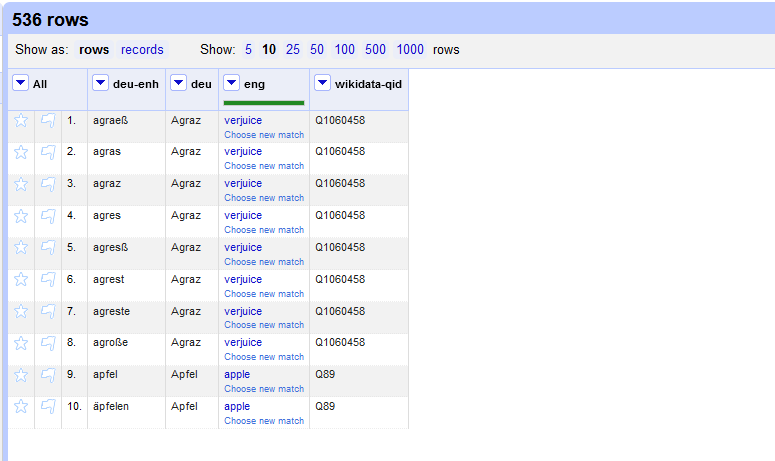 536 rows
Show as: rows records Show: 5 10 25 50 100 500 1000 rows
All deu-enh deu eng wikidata-qid
1. agraeß Agraz verjuice Q1060458
Choose new match
2. agras Agraz verjuice Q1060458
Choose new match
3. agraz Agraz verjuice Q1060458
Choose new match
4. agres Agraz verjuice Q1060458
Choose new match
5. agresß Agraz verjuice Q1060458
Choose new match
6. agrest Agraz verjuice Q1060458
Choose new match
7. agreste Agraz verjuice Q1060458
Choose new match
8. agroße Agraz verjuice Q1060458
Choose new match
9. apfel Apfel apple Q89
Choose new match
10. äpfelen Apfel apple Q89
Choose new match